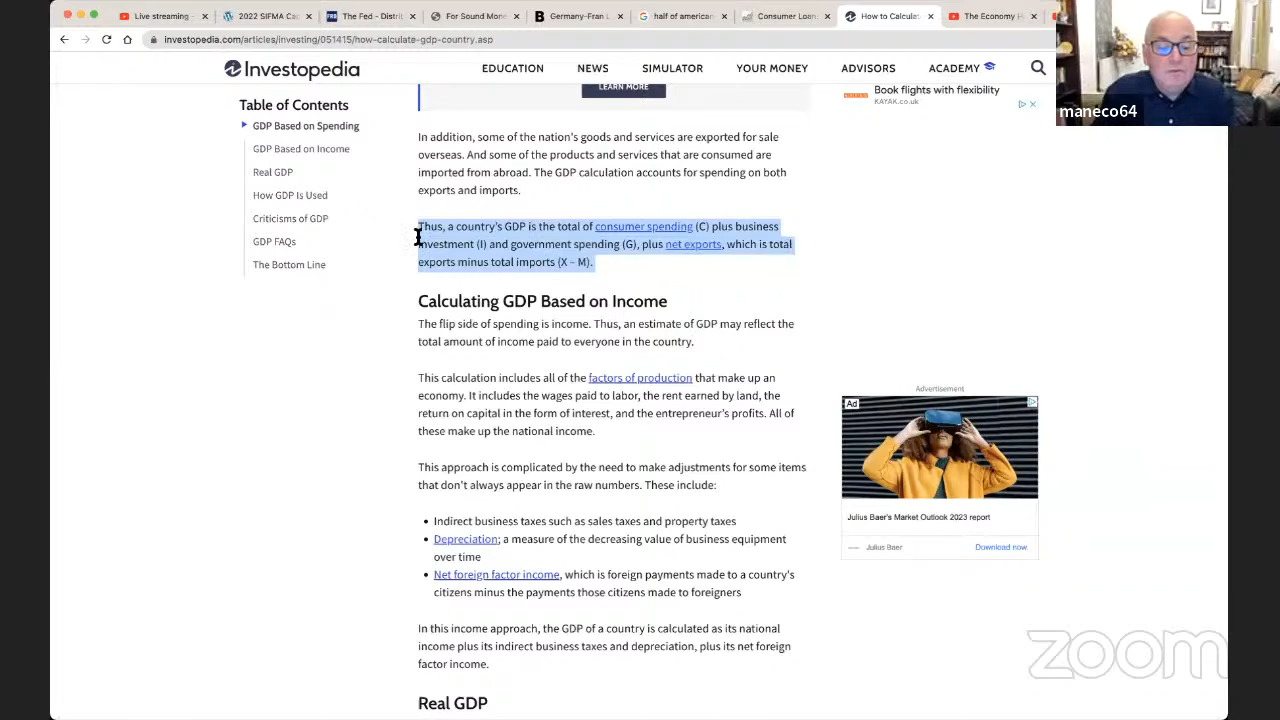 Live streaming -
2022 SIFMA Ca
The Fed - Distri
For Sound Mon
Germany-Fran L
half of american
Consumer Loan
How to Calcula
The Economy H
investopedia.com/articles/investing/051415/how-calculate-gdp-country.asp
Investopedia
EDUCATION NEWS SIMULATOR YOUR MONEY ADVISORS ACADEMY
maneco64
LEARN MORE
Book flights with flexibility
KAYAK.co.uk
Table of Contents
GDP Based on Spending
GDP Based on Income
Real GDP
How GDP Is Used
Criticisms of GDP
GDP FAQs
The Bottom Line
In addition, some of the nation's goods and services are exported for sale
overseas. And some of the products and services that are consumed are
imported from abroad. The GDP calculation accounts for spending on both
exports and imports.
Thus, a country's GDP is the total of consumer spending (C) plus business
investment (I) and government spending (G), plus net exports, which is total
exports minus total imports (X – M).
Calculating GDP Based on Income
The flip side of spending is income. Thus, an estimate of GDP may reflect the
total amount of income paid to everyone in the country.
This calculation includes all of the factors of production that make up an
economy. It includes the wages paid to labor, the rent earned by land, the
return on capital in the form of interest, and the entrepreneur's profits. All of
these make up the national income.
This approach is complicated by the need to make adjustments for some items
that don't always appear in the raw numbers. These include:
• Indirect business taxes such as sales taxes and property taxes
• Depreciation; a measure of the decreasing value of business equipment
over time
• Net foreign factor income, which is foreign payments made to a country's
citizens minus the payments those citizens made to foreigners
In this income approach, the GDP of a country is calculated as its national
income plus its indirect business taxes and depreciation, plus its net foreign
factor income.
Real GDP
Advertisement
Ad
Julius Baer's Market Outlook 2023 report
Julius Baer
Download now.
zoom